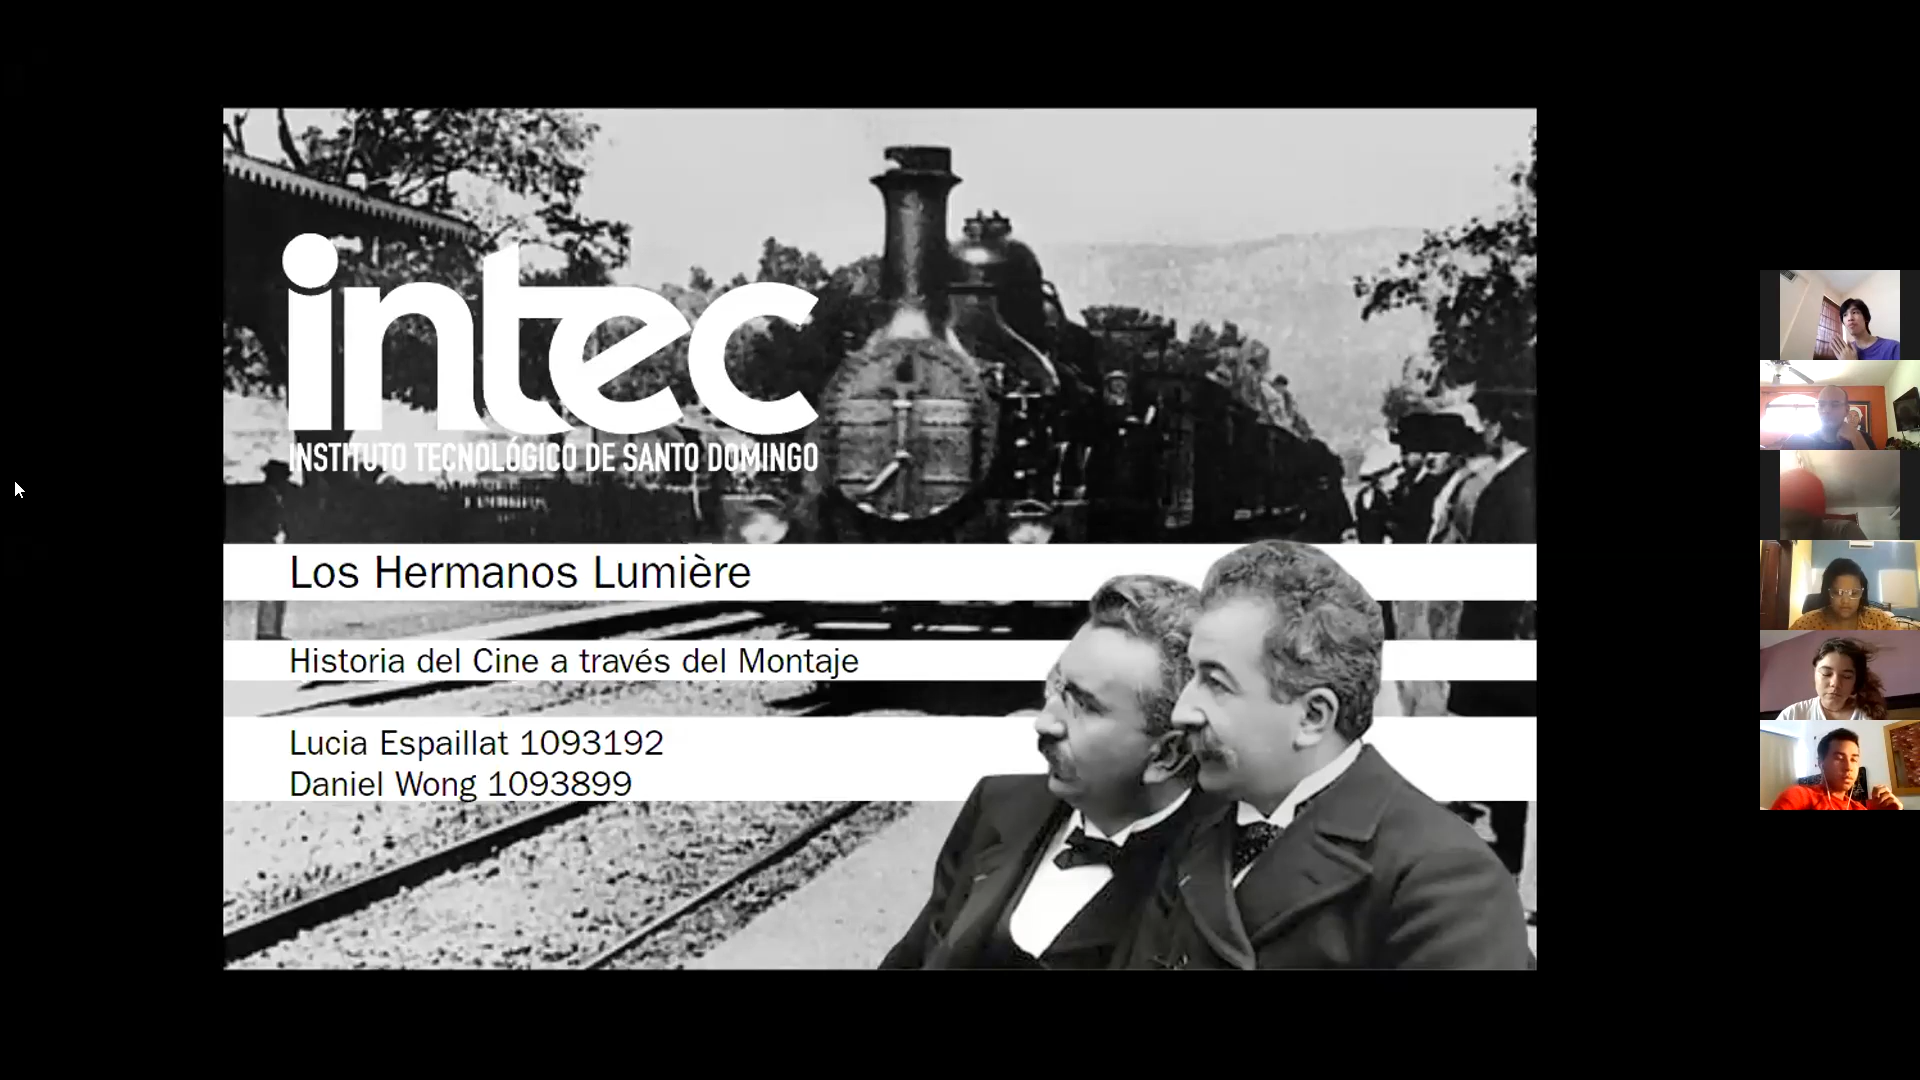 intec
INSTITUTO TECNOLÓGICO DE SANTO DOMINGO
Los Hermanos Lumière
Historia del Cine a través del Montaje
Lucia Espaillat 1093192
Daniel Wong 1093899